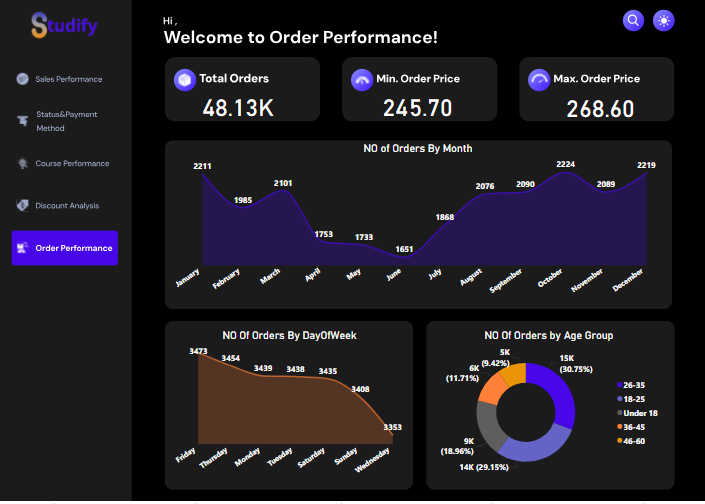 Studify
Sales Performance
Status&Payment
Method
Course Performance
Discount Analysis
Order Performance
Hi ,
Welcome to Order Performance!
Total Orders
48.13K
Min. Order Price
245.70
Max. Order Price
268.60
NO of Orders By Month
2211
1985
2101
1753
1733
1651
1868
2076
2090
2224
2089
2219
January
February
March
April
May
June
July
August
September
October
November
December
NO Of Orders By DayOfWeek
3473
3454
3439
3438
3435
3408
3353
Friday
Thursday
Monday
Tuesday
Saturday
Sunday
Wednesday
NO Of Orders by Age Group
5K
(9.42%)
15K
(30.75%)
6K
(11.71%)
9K
(18.96%)
14K (29.15%)
26-35
18-25
Under 18
36-45
46-60